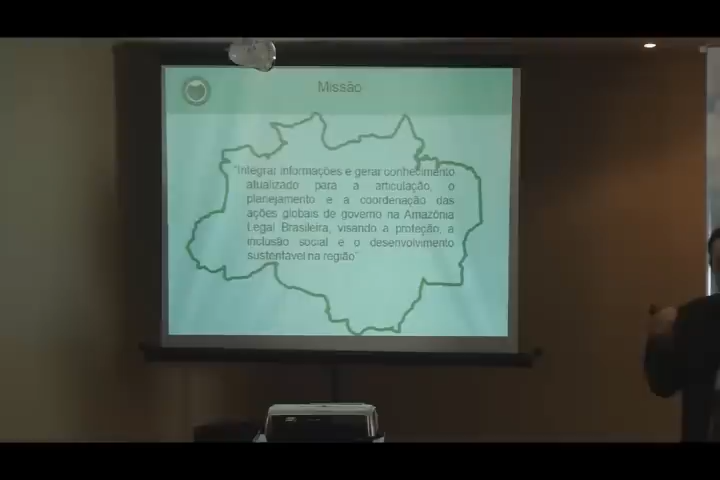 Missão
"Integrar informações e gerar conhecimento
atualizado para a articulação, o
planejamento e a coordenação das
ações globais de governo na Amazônia
Legal Brasileira, visando a proteção, a
inclusão social e o desenvolvimento
sustentável na região"